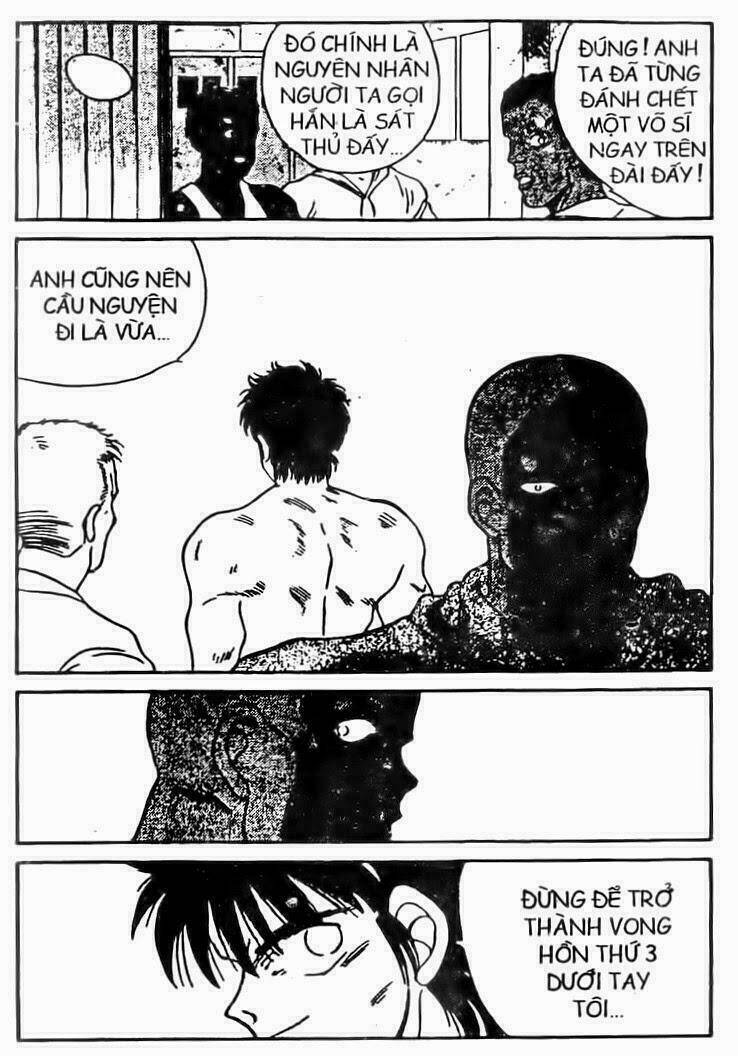 ĐÚNG! ANH
TA ĐÃ TỪNG
ĐÁNH CHẾT
MỘT VÕ SĨ
NGAY TRÊN
ĐÀI ĐẤY!
ĐÓ CHÍNH LÀ
NGUYÊN NHÂN
NGƯỜI TA GỌI
HẮN LÀ SÁT
THỦ ĐẤY...
ANH CŨNG NÊN
CẦU NGUYỆN
ĐI LÀ VỪA...
ĐỪNG ĐỂ TRỞ
THÀNH VONG
HỒN THỨ 3
DƯỚI TAY
TÔI...